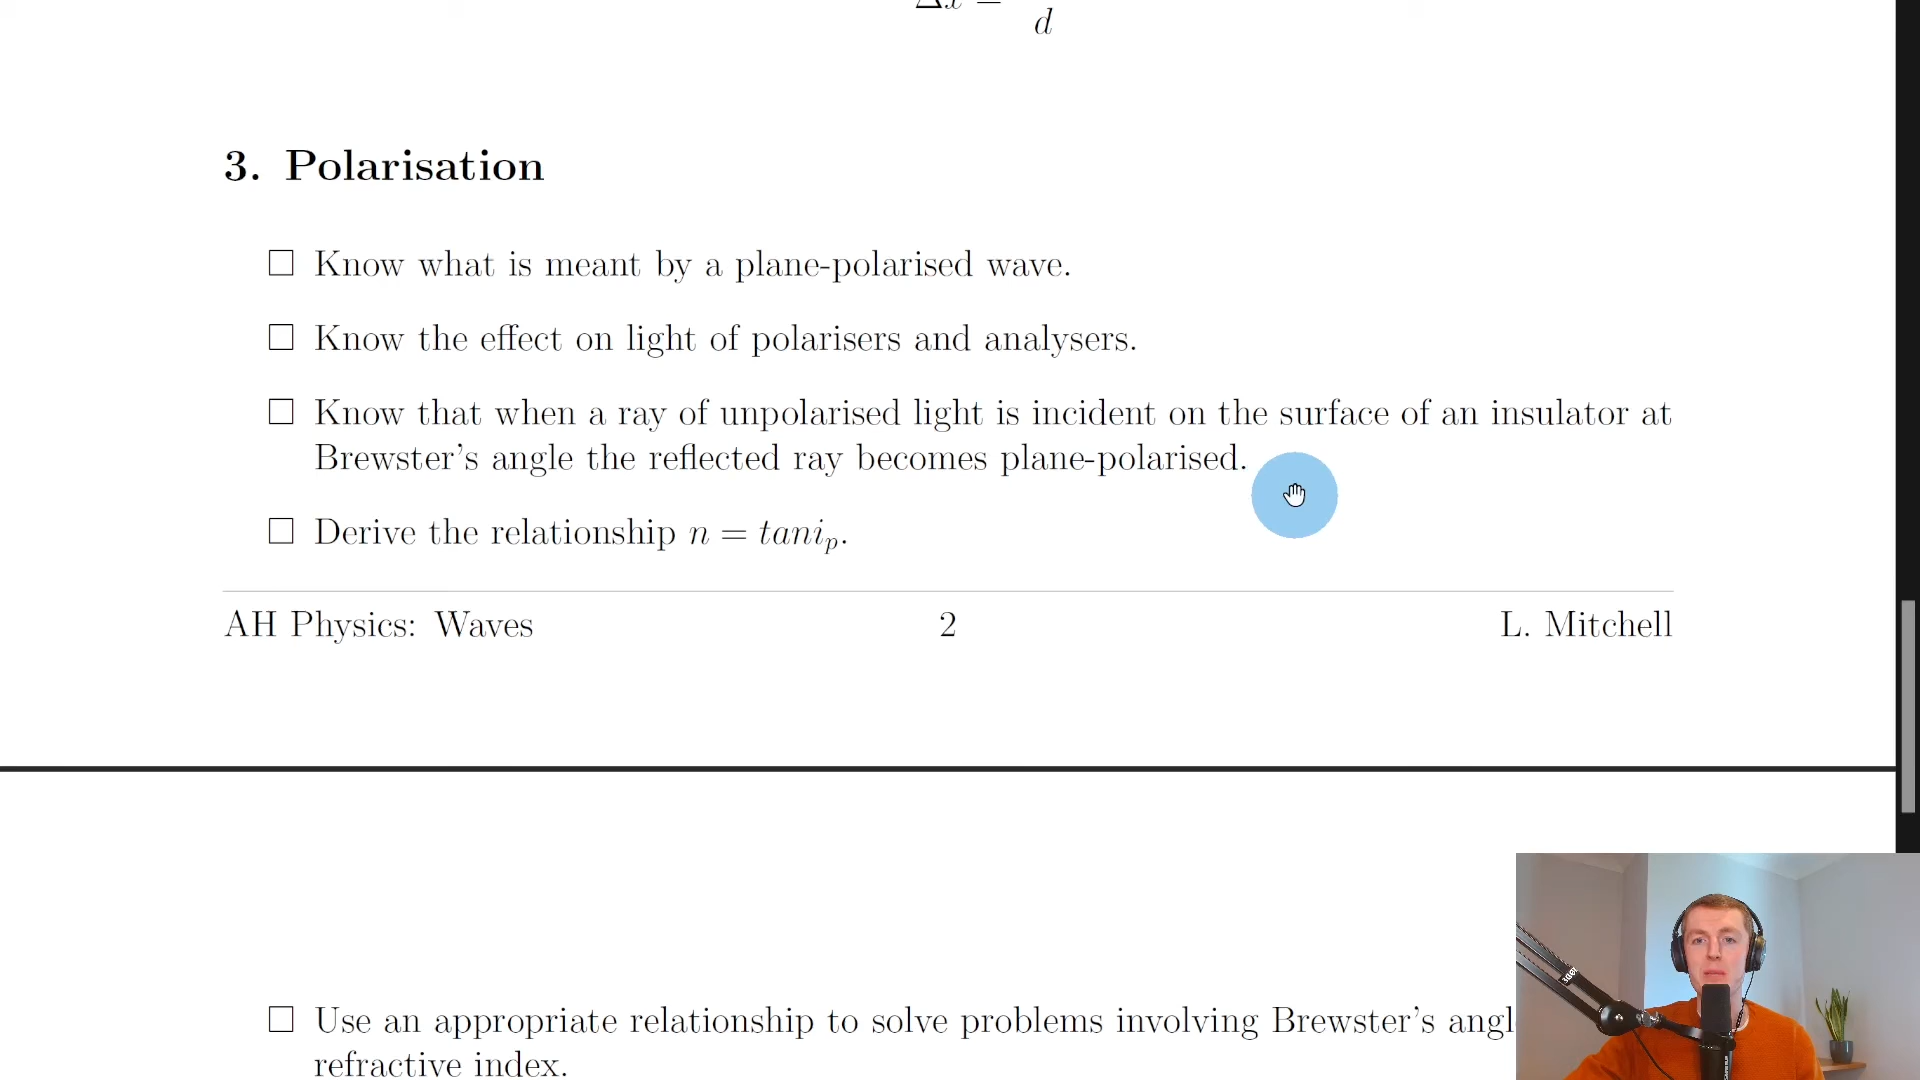 Δx =
d
3. Polarisation
☐ Know what is meant by a plane-polarised wave.
☐ Know the effect on light of polarisers and analysers.
☐ Know that when a ray of unpolarised light is incident on the surface of an insulator at
Brewster's angle the reflected ray becomes plane-polarised.
☐ Derive the relationship n = tani_p.
AH Physics: Waves 2 L. Mitchell
☐ Use an appropriate relationship to solve problems involving Brewster's angl
refractive index.